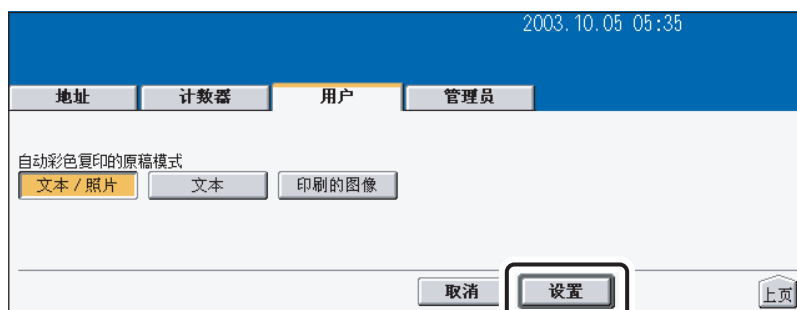 2003.10.05 05:35
地址 计数器 用户 管理员
自动彩色复印的原稿模式
文本/照片 文本 印刷的图像
取消 设置 上页